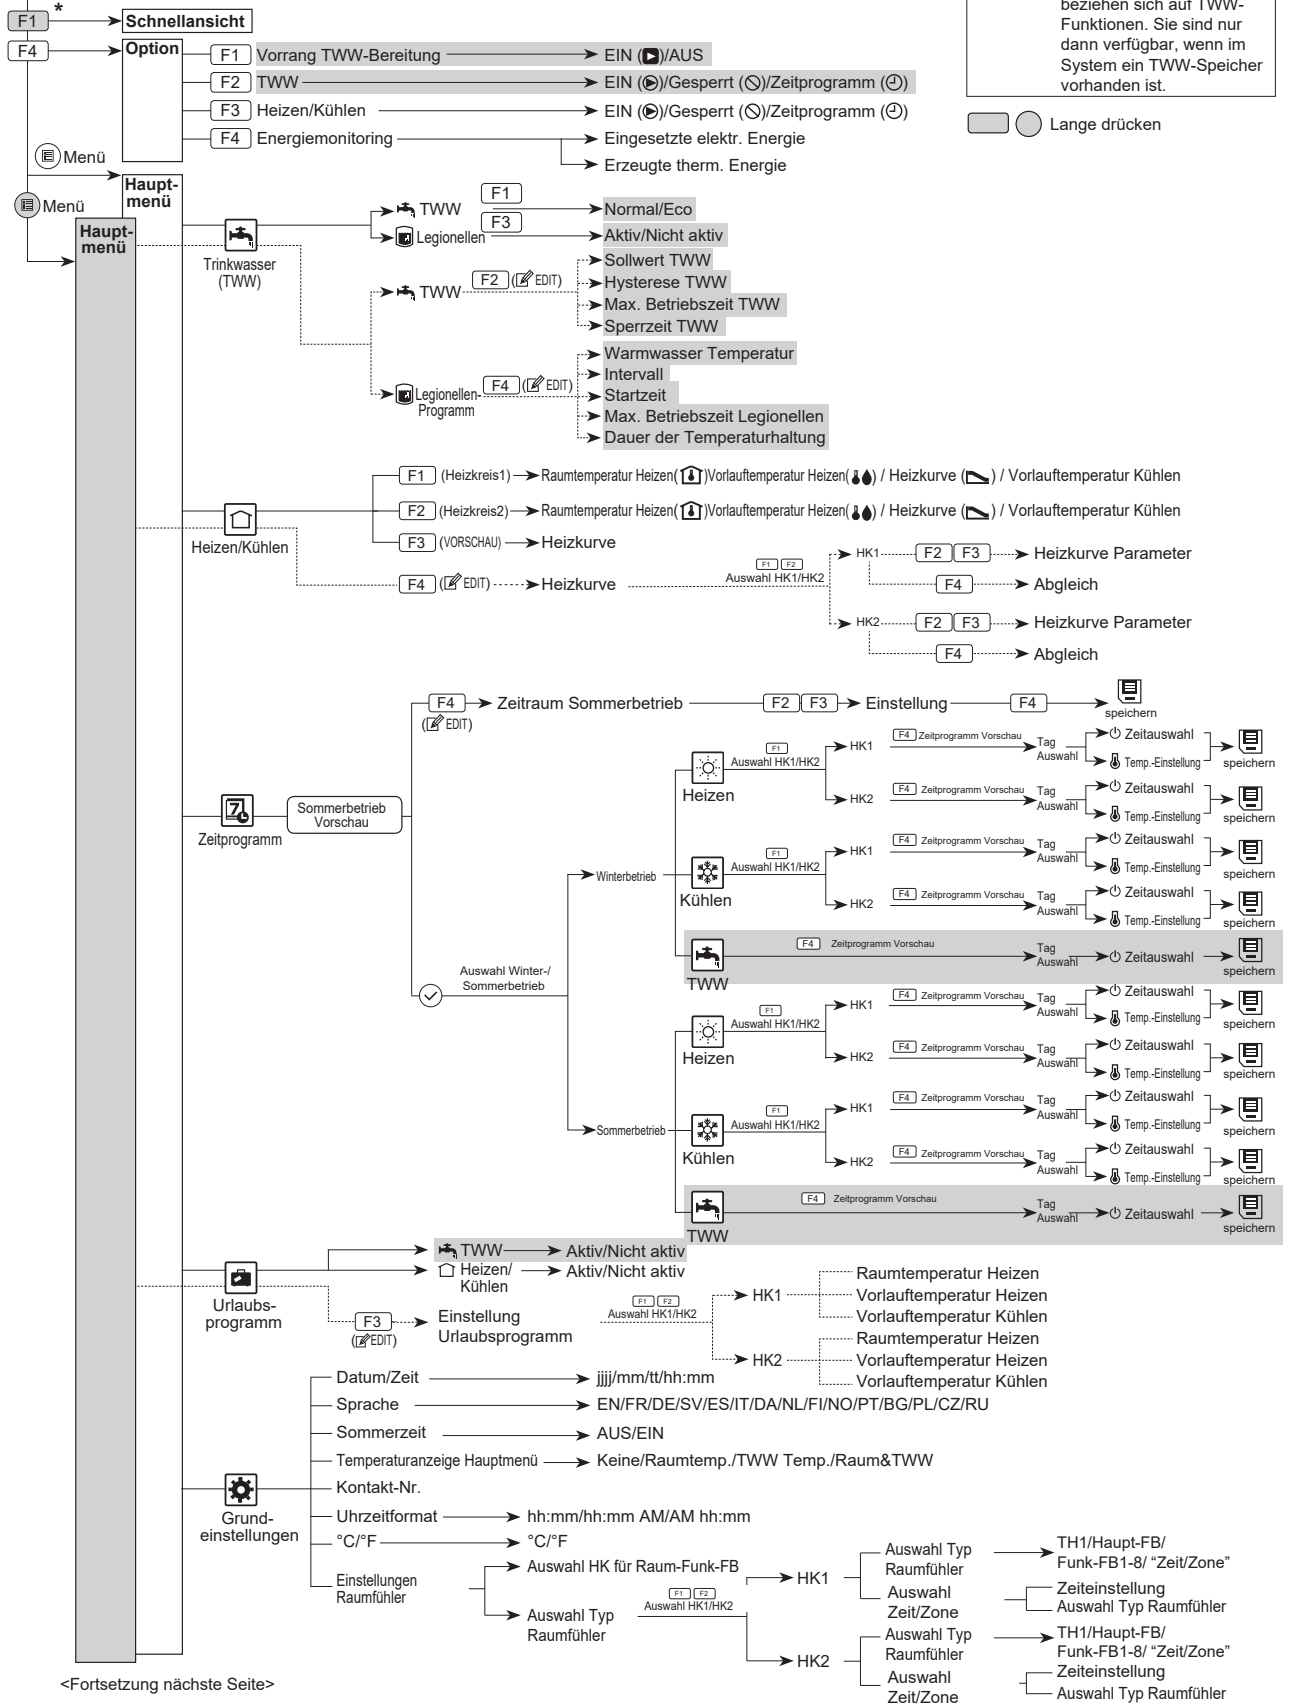 *
F1 Schnellansicht
beziehen sich auf TWW-
Funktionen. Sie sind nur
dann verfügbar, wenn im
System ein TWW-Speicher
vorhanden ist.
Lange drücken
F4 Option
F1 Vorrang TWW-Bereitung EIN ()/AUS
F2 TWW EIN ()/Gesperrt ()/Zeitprogramm ()
F3 Heizen/Kühlen EIN ()/Gesperrt ()/Zeitprogramm ()
F4 Energiemonitoring Eingesetzte elektr. Energie
Erzeugte therm. Energie
Menü
Haupt-
menü
Menü
Haupt-
menü
Trinkwasser
(TWW)
TWW F1 Normal/Eco
Legionellen F3 Aktiv/Nicht aktiv
TWW F2 (EDIT)
Sollwert TWW
Hysterese TWW
Max. Betriebszeit TWW
Sperrzeit TWW
Legionellen-
Programm
F4 (EDIT)
Warmwasser Temperatur
Intervall
Startzeit
Max. Betriebszeit Legionellen
Dauer der Temperaturhaltung
Heizen/Kühlen
F1 (Heizkreis1) Raumtemperatur Heizen()Vorlauftemperatur Heizen() / Heizkurve () / Vorlauftemperatur Kühlen
F2 (Heizkreis2) Raumtemperatur Heizen()Vorlauftemperatur Heizen() / Heizkurve () / Vorlauftemperatur Kühlen
F3 (VORSCHAU) Heizkurve
F4 (EDIT) Heizkurve
F1 F2
Auswahl HK1/HK2
HK1 F2 F3 Heizkurve Parameter
F4 Abgleich
HK2 F2 F3 Heizkurve Parameter
F4 Abgleich
7
Zeitprogramm
Sommerbetrieb
Vorschau
F4 Zeitraum Sommerbetrieb F2 F3 Einstellung F4 speichern
(EDIT)
Auswahl Winter-/
Sommerbetrieb
Winterbetrieb
Heizen
F1
Auswahl HK1/HK2
HK1 F4 Zeitprogramm Vorschau Tag
Auswahl
Zeitauswahl
Temp.-Einstellung
speichern
HK2 F4 Zeitprogramm Vorschau Tag
Auswahl
Zeitauswahl
Temp.-Einstellung
speichern
Kühlen
F1
Auswahl HK1/HK2
HK1 F4 Zeitprogramm Vorschau Tag
Auswahl
Zeitauswahl
Temp.-Einstellung
speichern
HK2 F4 Zeitprogramm Vorschau Tag
Auswahl
Zeitauswahl
Temp.-Einstellung
speichern
TWW
F4 Zeitprogramm Vorschau Tag
Auswahl
Zeitauswahl
speichern
Sommerbetrieb
Heizen
F1
Auswahl HK1/HK2
HK1 F4 Zeitprogramm Vorschau Tag
Auswahl
Zeitauswahl
Temp.-Einstellung
speichern
HK2 F4 Zeitprogramm Vorschau Tag
Auswahl
Zeitauswahl
Temp.-Einstellung
speichern
Kühlen
F1
Auswahl HK1/HK2
HK1 F4 Zeitprogramm Vorschau Tag
Auswahl
Zeitauswahl
Temp.-Einstellung
speichern
HK2 F4 Zeitprogramm Vorschau Tag
Auswahl
Zeitauswahl
Temp.-Einstellung
speichern
TWW
F4 Zeitprogramm Vorschau Tag
Auswahl
Zeitauswahl
speichern
Urlaubs-
programm
TWW Aktiv/Nicht aktiv
Heizen/
Kühlen
Aktiv/Nicht aktiv
F3
(EDIT)
Einstellung
Urlaubsprogramm
F1 F2
Auswahl HK1/HK2
HK1
Raumtemperatur Heizen
Vorlauftemperatur Heizen
Vorlauftemperatur Kühlen
HK2
Raumtemperatur Heizen
Vorlauftemperatur Heizen
Vorlauftemperatur Kühlen
Grund-
einstellungen
Datum/Zeit jjjj/mm/tt/hh:mm
Sprache EN/FR/DE/SV/ES/IT/DA/NL/FI/NO/PT/BG/PL/CZ/RU
Sommerzeit AUS/EIN
Temperaturanzeige Hauptmenü Keine/Raumtemp./TWW Temp./Raum&TWW
Kontakt-Nr.
Uhrzeitformat hh:mm/hh:mm AM/AM hh:mm
°C/°F °C/°F
Einstellungen
Raumfühler
Auswahl HK für Raum-Funk-FB
Auswahl Typ
Raumfühler
F1 F2
Auswahl HK1/HK2
HK1
Auswahl Typ
Raumfühler
TH1/Haupt-FB/
Funk-FB1-8/ “Zeit/Zone”
Auswahl
Zeit/Zone
Zeiteinstellung
Auswahl Typ Raumfühler
HK2
Auswahl Typ
Raumfühler
TH1/Haupt-FB/
Funk-FB1-8/ “Zeit/Zone”
Auswahl
Zeit/Zone
Zeiteinstellung
Auswahl Typ Raumfühler
<Fortsetzung nächste Seite>